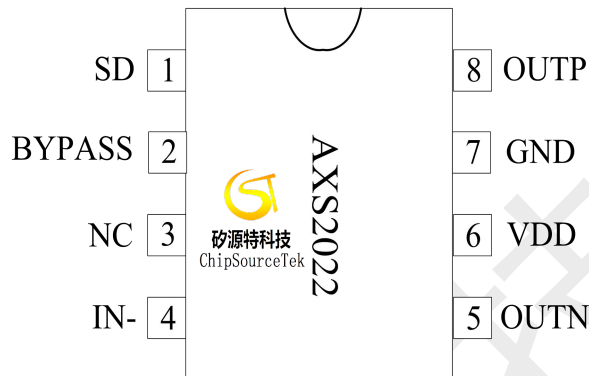 SD 1
8 OUTP
BYPASS 2
7 GND
NC 3
6 VDD
IN- 4
5 OUTN
AXS2022
ST
矽源特科技
ChipSourceTek